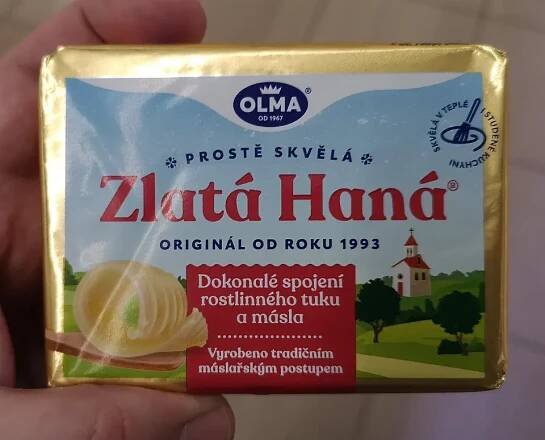 OLMA®
OD 1967
PROSTĚ SKVĚLÁ
Zlatá Haná®
ORIGINÁL OD ROKU 1993
SKVĚLÁ V TEPLÉ
I STUDENÉ KUCHYNI
Dokonalé spojení
rostlinného tuku
a másla
Vyrobeno tradičním
máslařským postupem